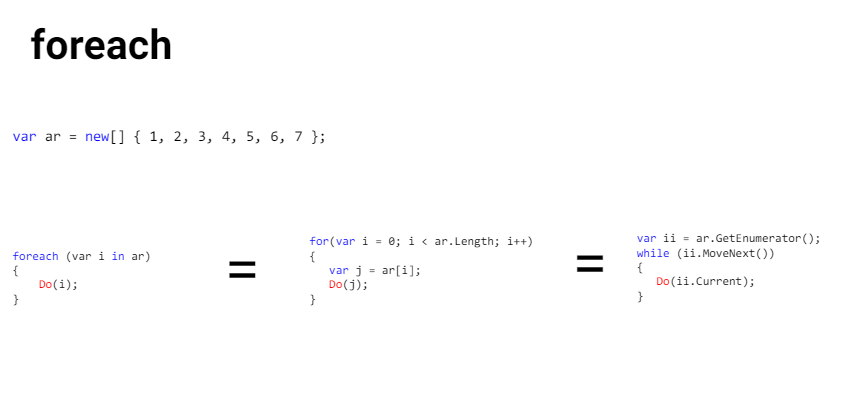 foreach
var ar = new[] { 1, 2, 3, 4, 5, 6, 7 };
foreach (var i in ar)
{
    Do(i);
}
=
for(var i = 0; i < ar.Length; i++)
{
   var j = ar[i];
   Do(j);
}
=
var ii = ar.GetEnumerator();
while (ii.MoveNext())
{
   Do(ii.Current);
}